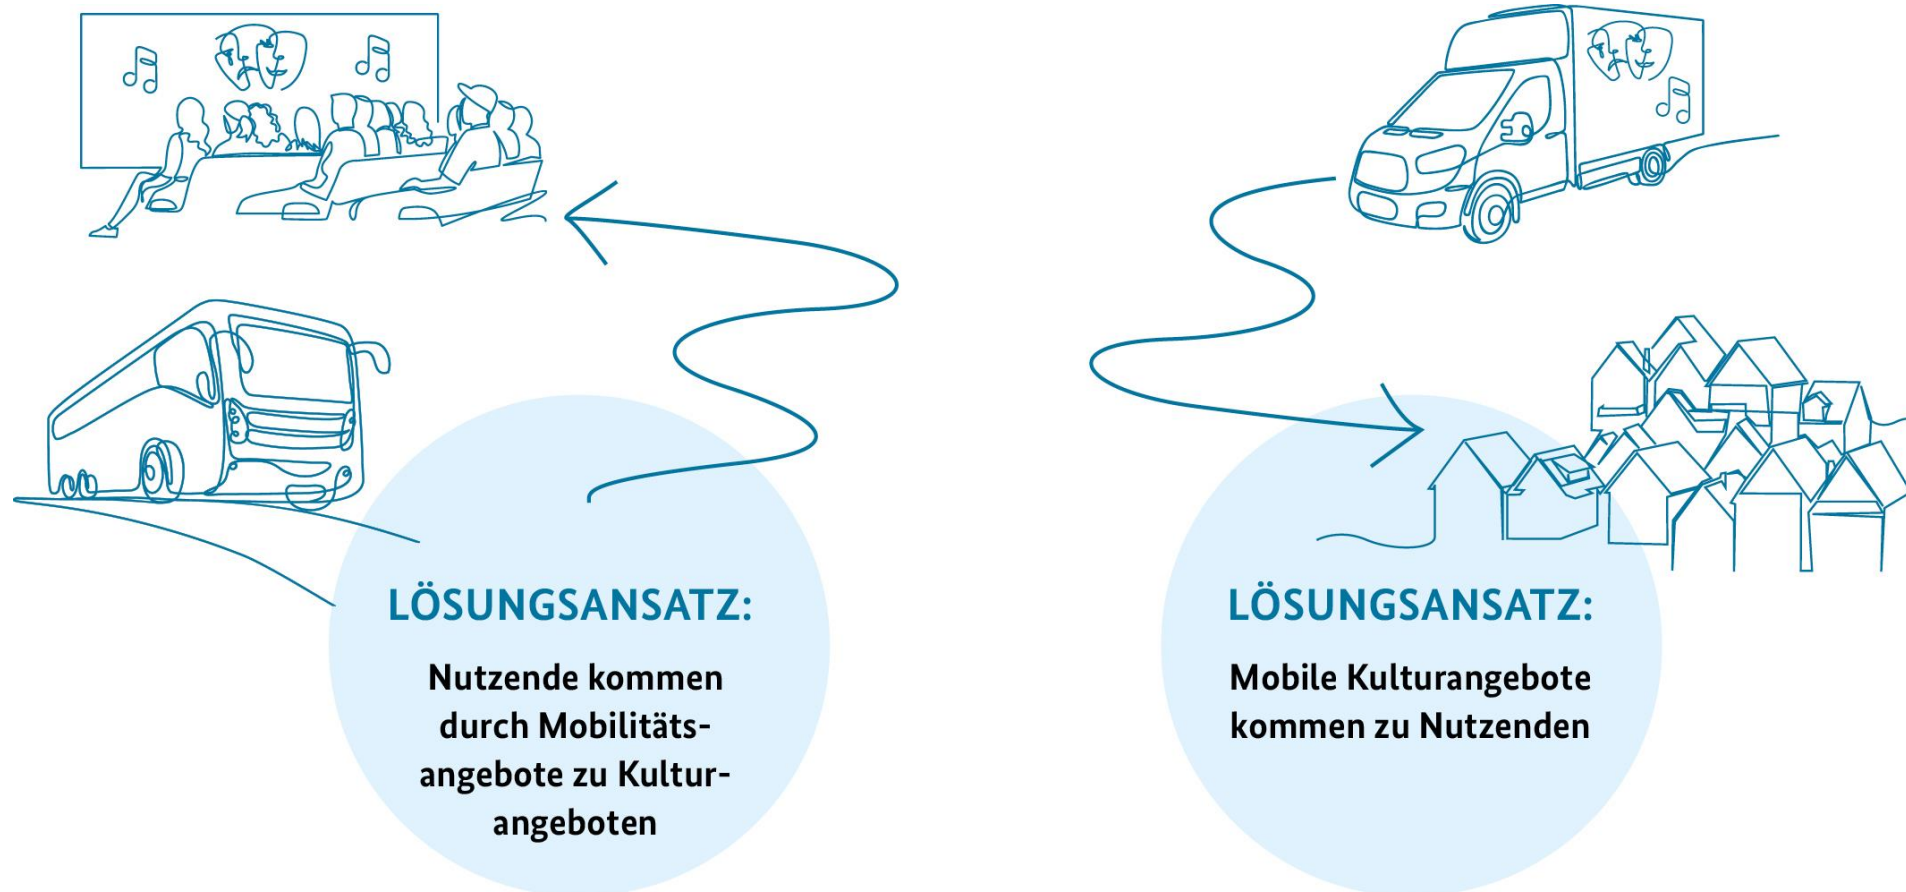 LÖSUNGSANSATZ:
Nutzende kommen
durch Mobilitäts-
angebote zu Kultur-
angeboten
LÖSUNGSANSATZ:
Mobile Kulturangebote
kommen zu Nutzenden